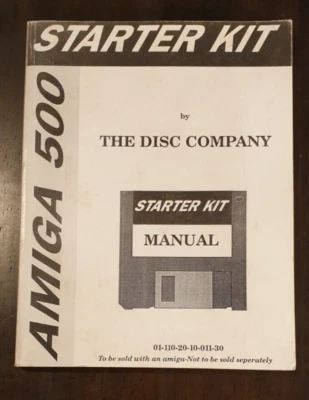 STARTER KIT
AMIGA 500
by
THE DISC COMPANY
STARTER KIT
MANUAL
01-110-20-10-011-30
To be sold with an amiga-Not to be sold seperately